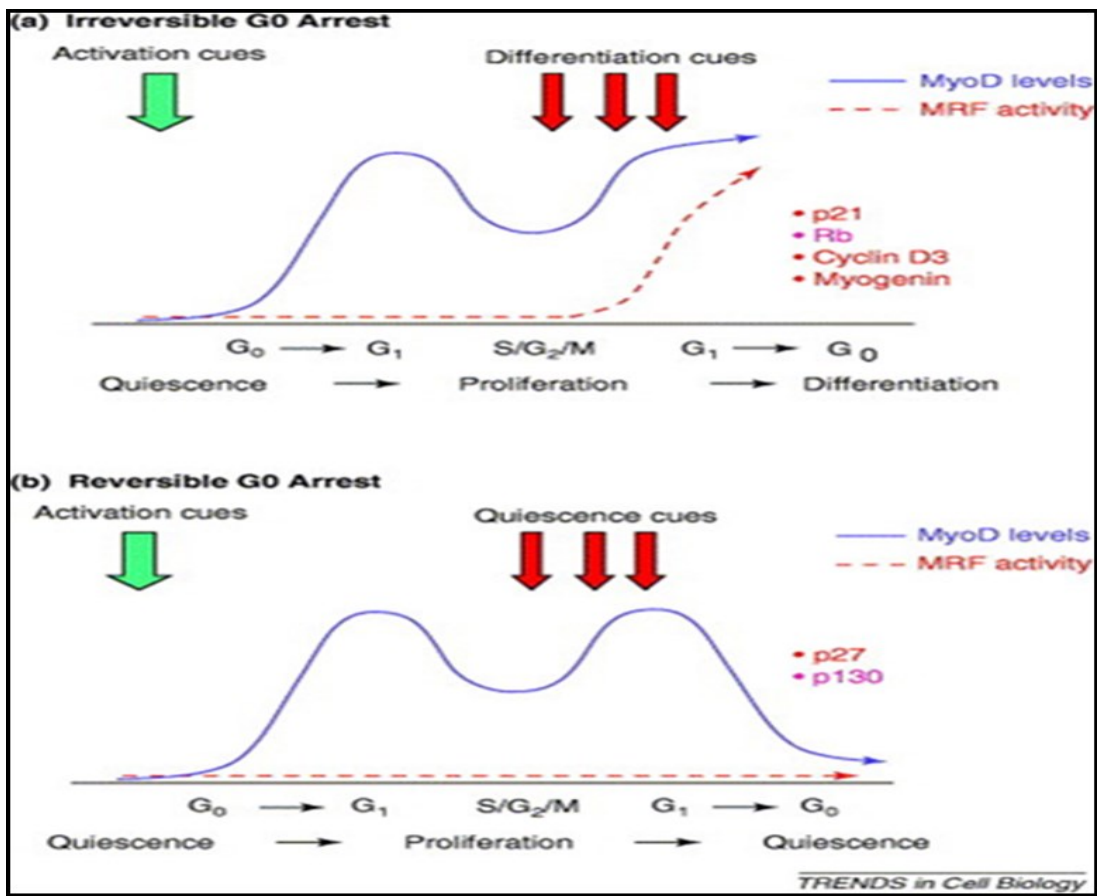 (a) Irreversible G0 Arrest
Activation cues
Differentiation cues
MyoD levels
MRF activity
• p21
• Rb
• Cyclin D3
• Myogenin
G₀ → G₁ S/G₂/M G₁ → G₀
Quiescence → Proliferation → Differentiation
(b) Reversible G0 Arrest
Activation cues
Quiescence cues
MyoD levels
MRF activity
• p27
• p130
G₀ → G₁ S/G₂/M G₁ → G₀
Quiescence → Proliferation → Quiescence
TRENDS in Cell Biology